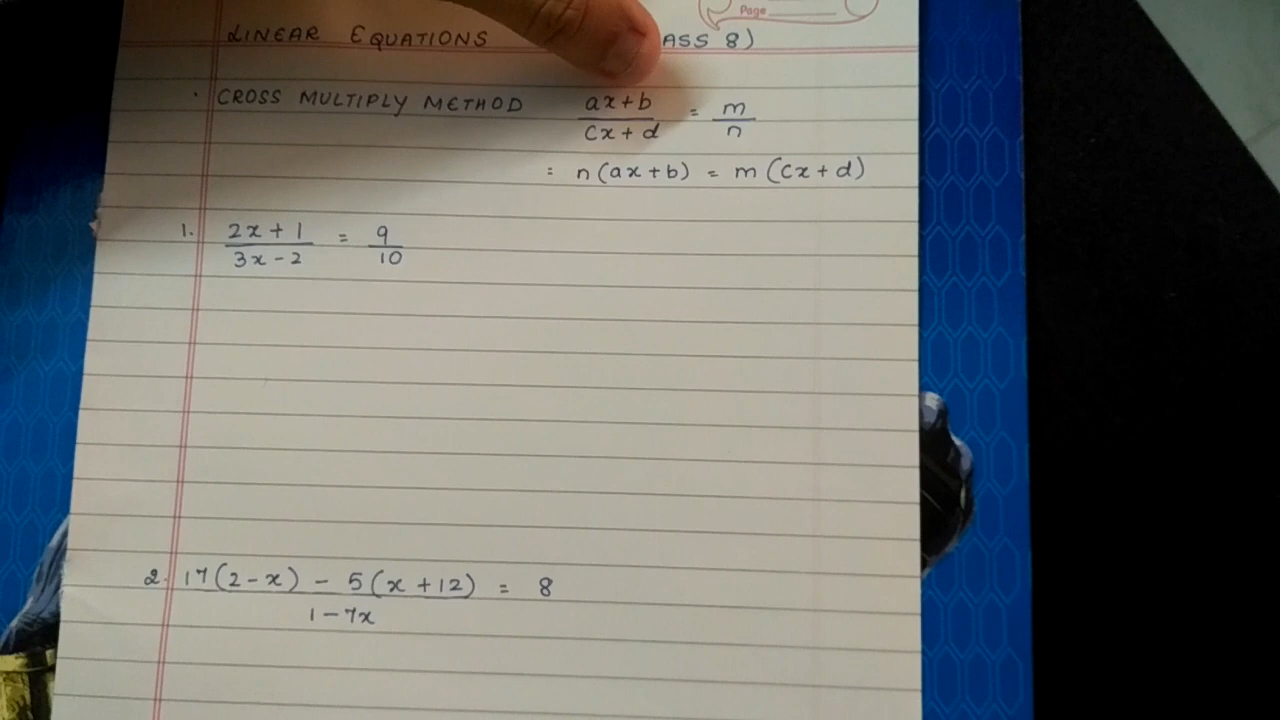 Page
LINEAR EQUATIONS ASS 8)
. CROSS MULTIPLY METHOD ax+b / cx+d = m / n
= n(ax+b) = m(cx+d)
1. 2x+1 / 3x-2 = 9 / 10
2. 17(2-x) - 5(x+12) = 8
1-7x